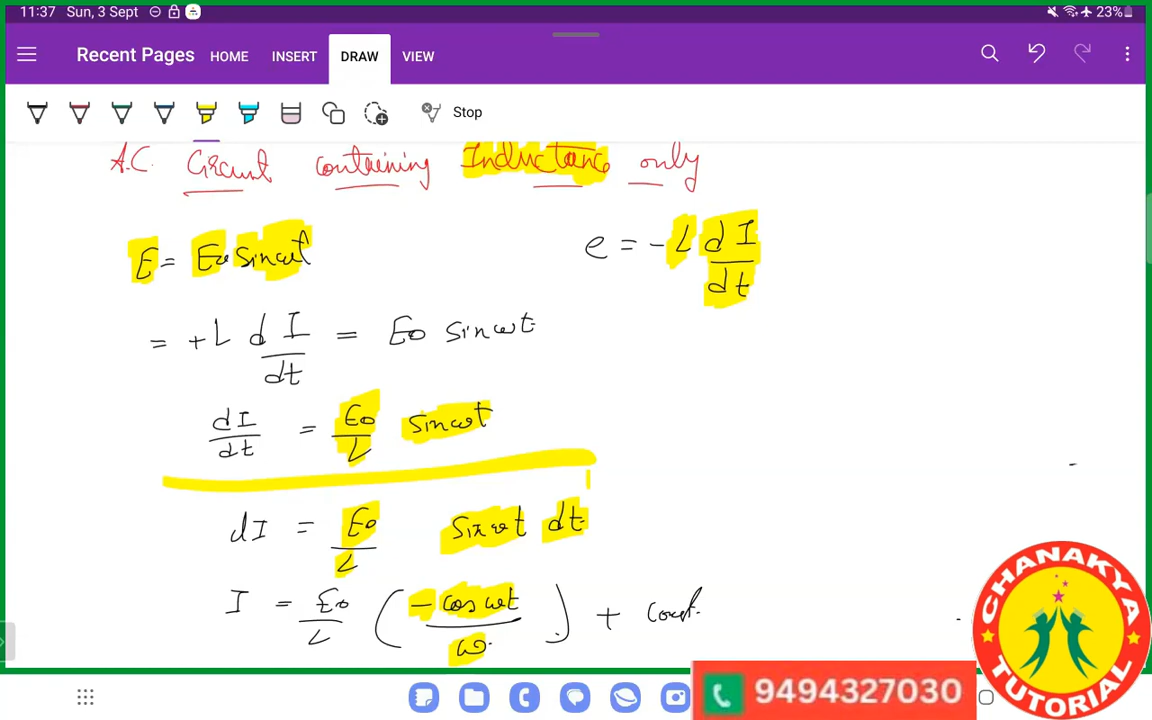 11:37 Sun, 3 Sept 23%
Recent Pages HOME INSERT DRAW VIEW
Stop
A.C. Circuit containing Inductance only
E = E₀ sinωt
e = -L dI/dt
= +L dI/dt = E₀ sinωt
dI/dt = E₀/L sinωt
dI = E₀/L sinωt dt
I = E₀/L (-cosωt/ω) + const.
CHANAKYA
TUTORIAL
9494327030